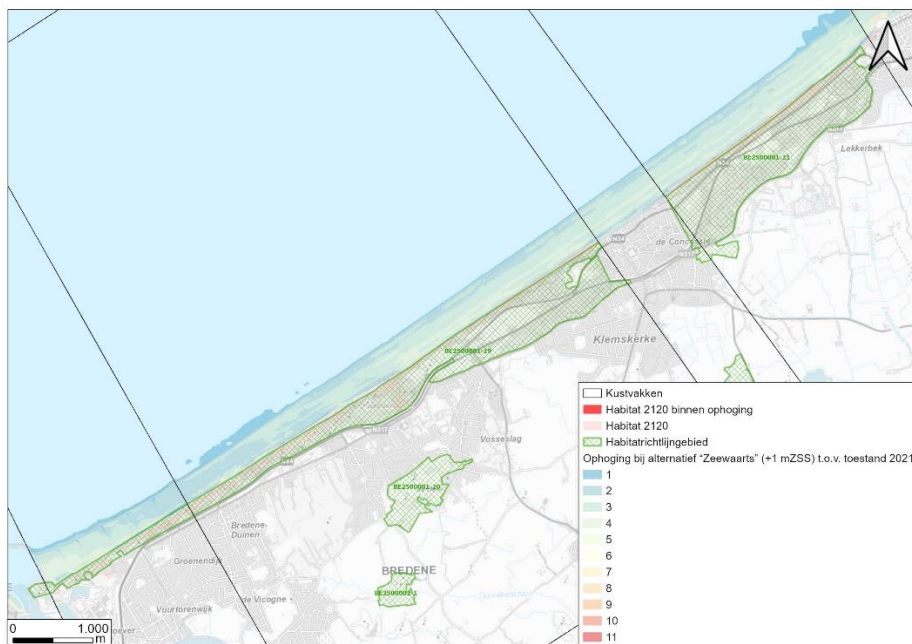 Lekkerbek
BE2500001-21
N34
de Concessie
Klemskerke
BE2500001-19
N317
Vosseslag
BE2500001-20
Bredene-
Duinen
Groenendijk
BREDENE
de Vicogne
Vuurtorenwijk
0 1.000
m
Kustvakken
Habitat 2120 binnen ophoging
Habitat 2120
Habitatrichtlijngebied
Ophoging bij alternatief "Zeewaarts" (+1 mZSS) t.o.v. toestand 2021
1
2
3
4
5
6
7
8
9
10
11